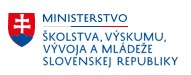 MINISTERSTVO
ŠKOLSTVA, VÝSKUMU,
VÝVOJA A MLÁDEŽE
SLOVENSKEJ REPUBLIKY